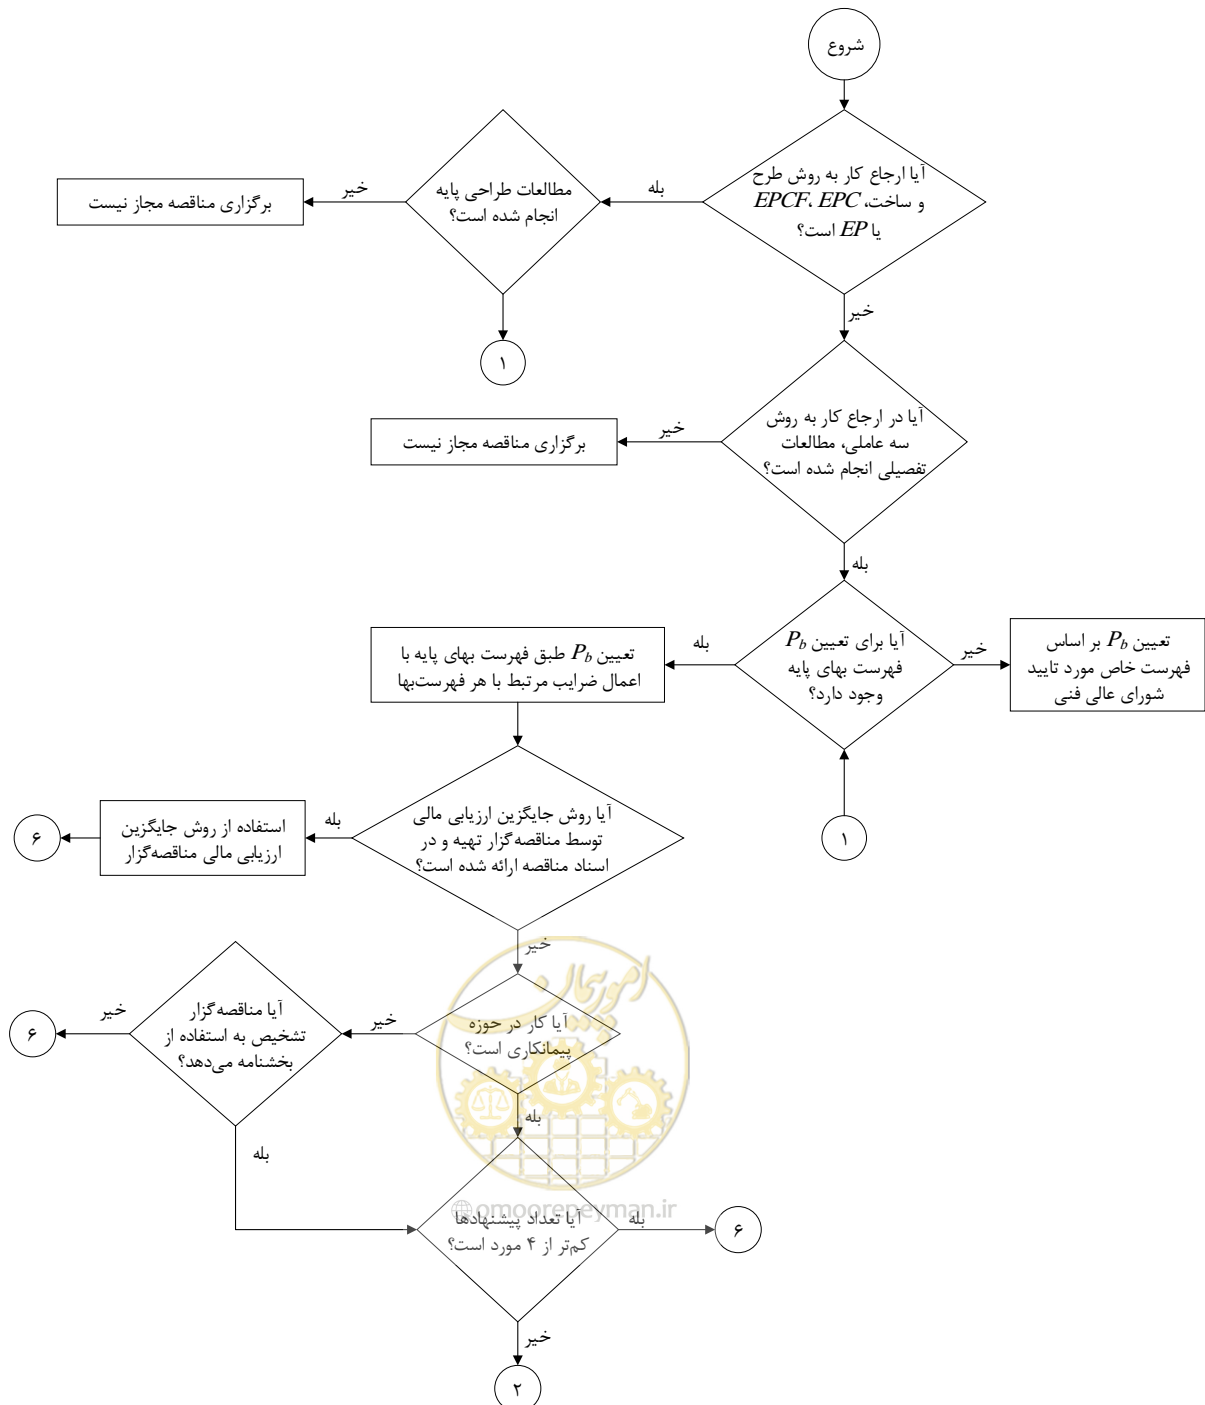 شروع
آیا ارجاع کار به روش طرح
و ساخت، EPC ،EPCF
یا EP است؟
بله
مطالعات طراحی پایه
انجام شده است؟
خیر
برگزاری مناقصه مجاز نیست
۱
خیر
آیا در ارجاع کار به روش
سه عاملی، مطالعات
تفصیلی انجام شده است؟
خیر
برگزاری مناقصه مجاز نیست
بله
آیا برای تعیین Pb
فهرست بهای پایه
وجود دارد؟
خیر
تعیین Pb بر اساس
فهرست خاص مورد تایید
شورای عالی فنی
بله
تعیین Pb طبق فهرست بهای پایه با
اعمال ضرایب مرتبط با هر فهرست‌بها
۱
آیا روش جایگزین ارزیابی مالی
توسط مناقصه‌گزار تهیه و در
اسناد مناقصه ارائه شده است؟
بله
استفاده از روش جایگزین
ارزیابی مالی مناقصه‌گزار
۶
خیر
آیا کار در حوزه
پیمانکاری است؟
خیر
آیا مناقصه‌گزار
تشخیص به استفاده از
بخشنامه می‌دهد؟
خیر
۶
بله
بله
آیا تعداد پیشنهادها
کم‌تر از ۴ مورد است؟
بله
۶
خیر
۲
امور پیمان
omoorepeyman.ir